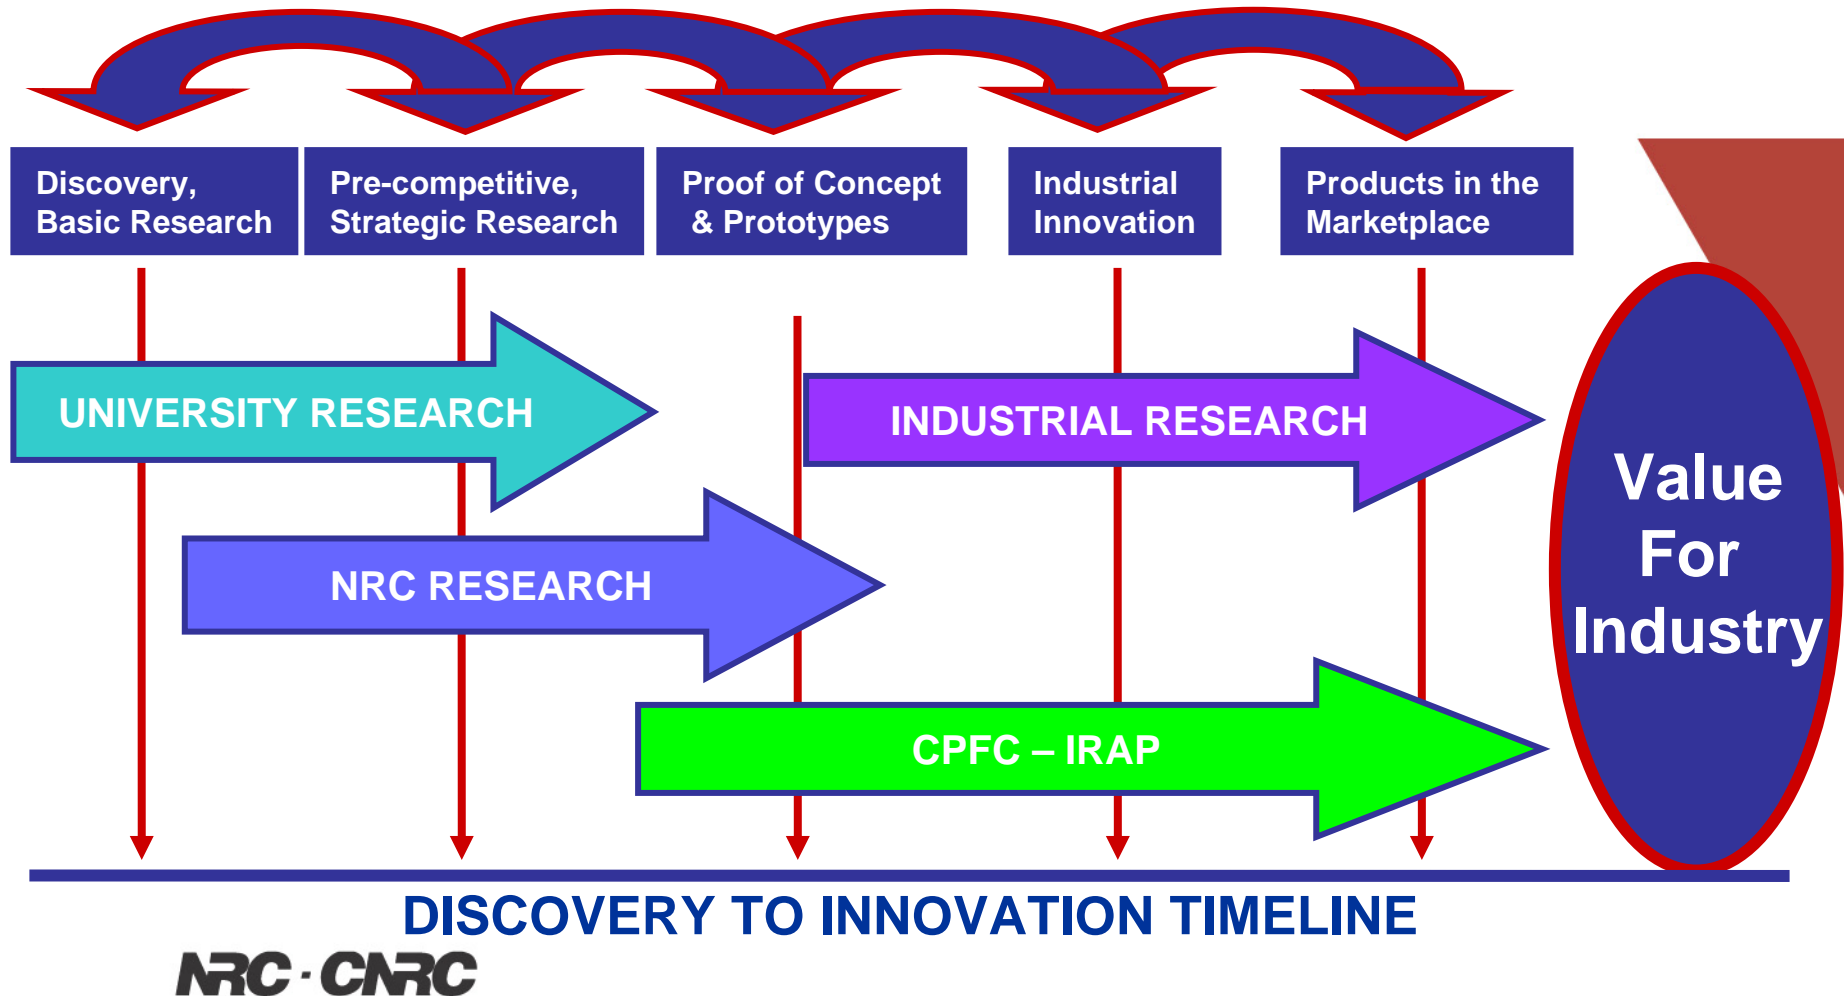 Discovery,
Basic Research
Pre-competitive,
Strategic Research
Proof of Concept
& Prototypes
Industrial
Innovation
Products in the
Marketplace
UNIVERSITY RESEARCH
INDUSTRIAL RESEARCH
NRC RESEARCH
CPFC – IRAP
Value
For
Industry
DISCOVERY TO INNOVATION TIMELINE
NRC · CNRC